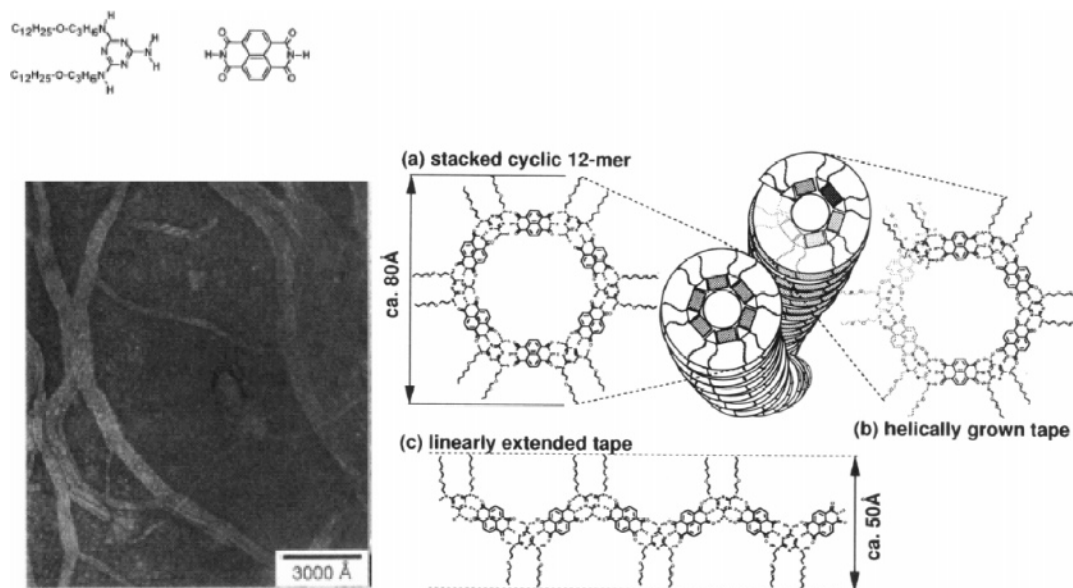 C12H25-O-C3H6N
H
N
N
N
N
H
H
C12H25-O-C3H6N
H
O
O
H-N
N-H
O
O
(a) stacked cyclic 12-mer
ca. 80Å
(b) helically grown tape
(c) linearly extended tape
ca. 50Å
3000 Å